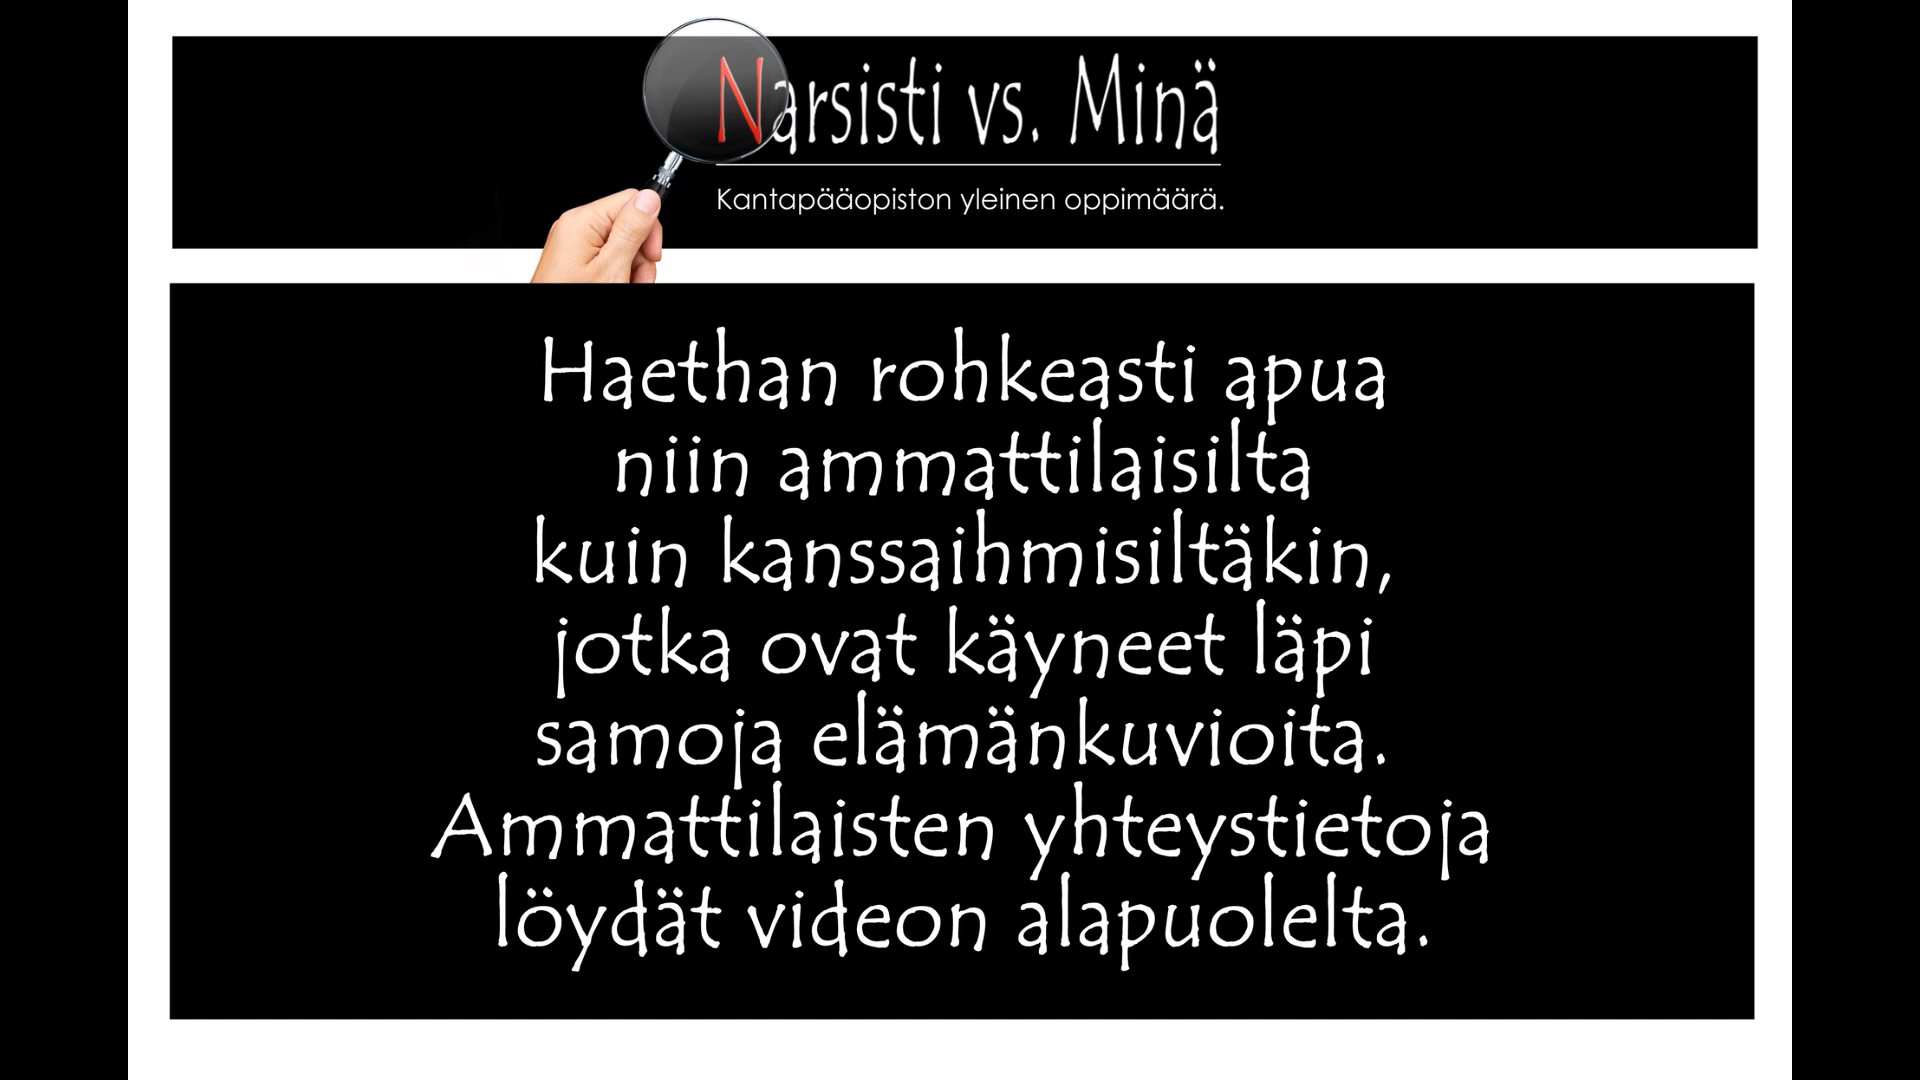 Narsisti vs. Minä
Kantapääopiston yleinen oppimäärä.
Haethan rohkeasti apua
niin ammattilaisilta
kuin kanssaihmisiltäkin,
jotka ovat käyneet läpi
samoja elämänkuvioita.
Ammattilaisten yhteystietoja
löydät videon alapuolelta.